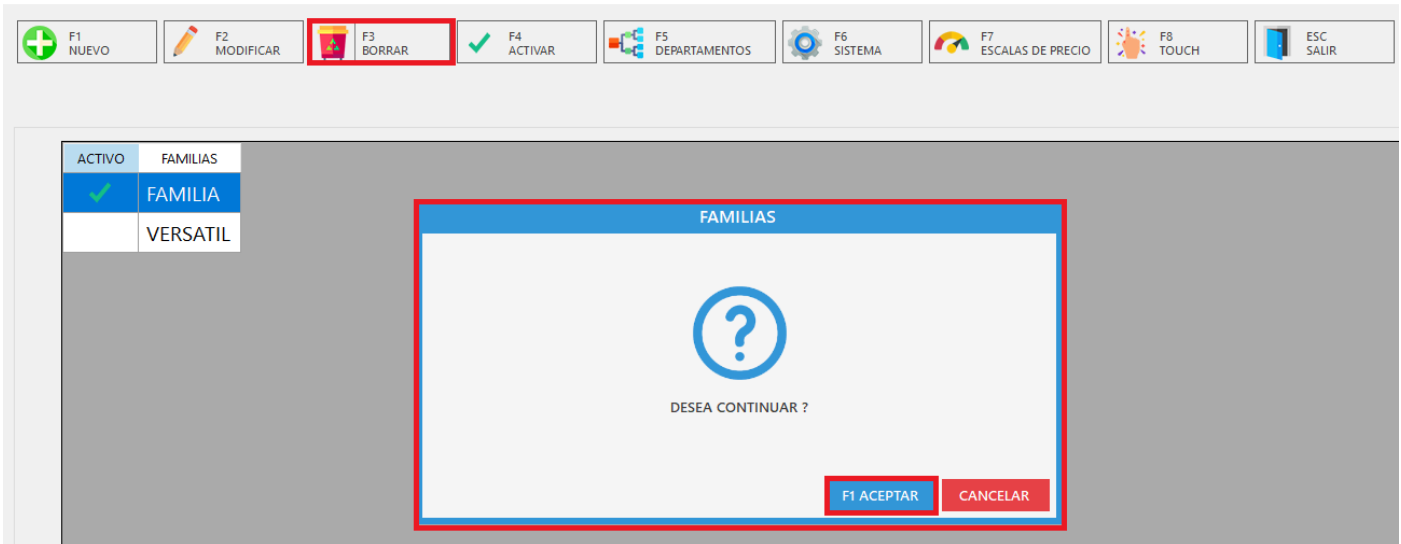 F1
NUEVO
F2
MODIFICAR
F3
BORRAR
F4
ACTIVAR
F5
DEPARTAMENTOS
F6
SISTEMA
F7
ESCALAS DE PRECIO
F8
TOUCH
ESC
SALIR
ACTIVO FAMILIAS
FAMILIA
VERSATIL
FAMILIAS
DESEA CONTINUAR ?
F1 ACEPTAR CANCELAR